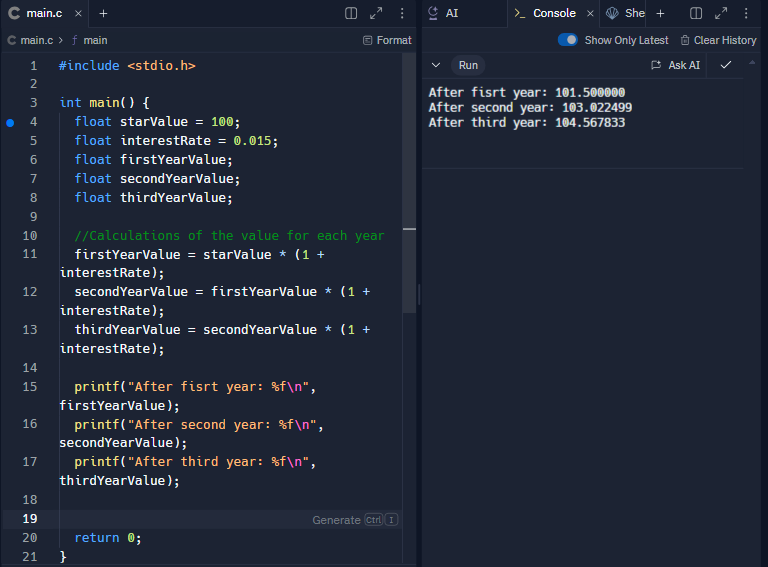 main.c × +
main.c > f main Format
1 #include <stdio.h>
2
3 int main() {
4 float starValue = 100;
5 float interestRate = 0.015;
6 float firstYearValue;
7 float secondYearValue;
8 float thirdYearValue;
9
10 //Calculations of the value for each year
11 firstYearValue = starValue * (1 +
interestRate);
12 secondYearValue = firstYearValue * (1 +
interestRate);
13 thirdYearValue = secondYearValue * (1 +
interestRate);
14
15 printf("After fisrt year: %f\n",
firstYearValue);
16 printf("After second year: %f\n",
secondYearValue);
17 printf("After third year: %f\n",
thirdYearValue);
18
19 Generate Ctrl I
20 return 0;
21 }
AI >_ Console × She +
Show Only Latest Clear History
Run Ask AI
After fisrt year: 101.500000
After second year: 103.022499
After third year: 104.567833